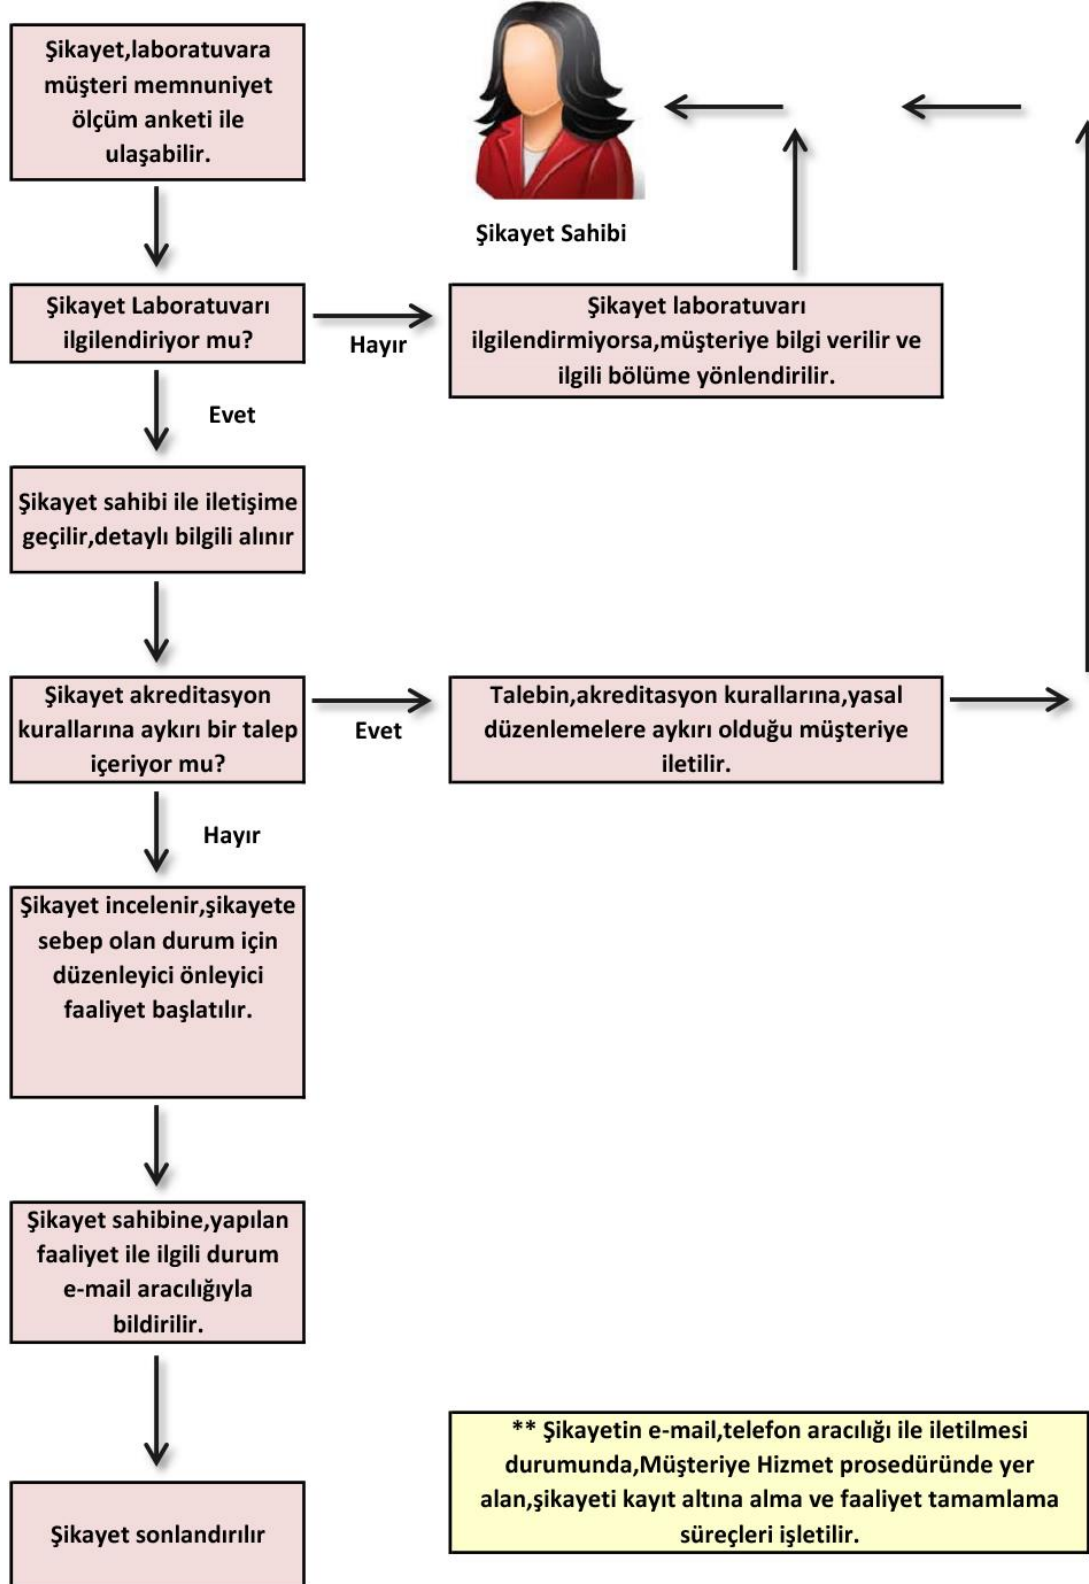 Şikayet,laboratuvara
müşteri memnuniyet
ölçüm anketi ile
ulaşabilir.
Şikayet Sahibi
Şikayet Laboratuvarı
ilgilendiriyor mu?
Hayır
Şikayet laboratuvarı
ilgilendirmiyorsa,müşteriye bilgi verilir ve
ilgili bölüme yönlendirilir.
Evet
Şikayet sahibi ile iletişime
geçilir,detaylı bilgili alınır
Şikayet akreditasyon
kurallarına aykırı bir talep
içeriyor mu?
Evet
Talebin,akreditasyon kurallarına,yasal
düzenlemelere aykırı olduğu müşteriye
iletilir.
Hayır
Şikayet incelenir,şikayete
sebep olan durum için
düzenleyici önleyici
faaliyet başlatılır.
Şikayet sahibine,yapılan
faaliyet ile ilgili durum
e-mail aracılığıyla
bildirilir.
** Şikayetin e-mail,telefon aracılığı ile iletilmesi
durumunda,Müşteriye Hizmet prosedüründe yer
alan,şikayeti kayıt altına alma ve faaliyet tamamlama
süreçleri işletilir.
Şikayet sonlandırılır